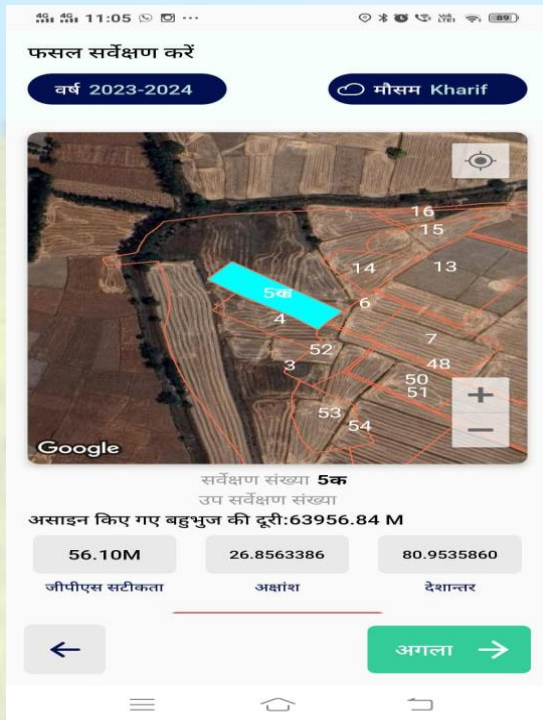 4G 4G 11:05 ... 89
फसल सर्वेक्षण करें
वर्ष 2023-2024
मौसम Kharif
16
15
14
13
5क
6
4
7
52
3
48
50
51
53
54
+
−
Google
सर्वेक्षण संख्या 5क
उप सर्वेक्षण संख्या
असाइन किए गए बहुभुज की दूरी:63956.84 M
56.10M 26.8563386 80.9535860
जीपीएस सटीकता अक्षांश देशान्तर
अगला